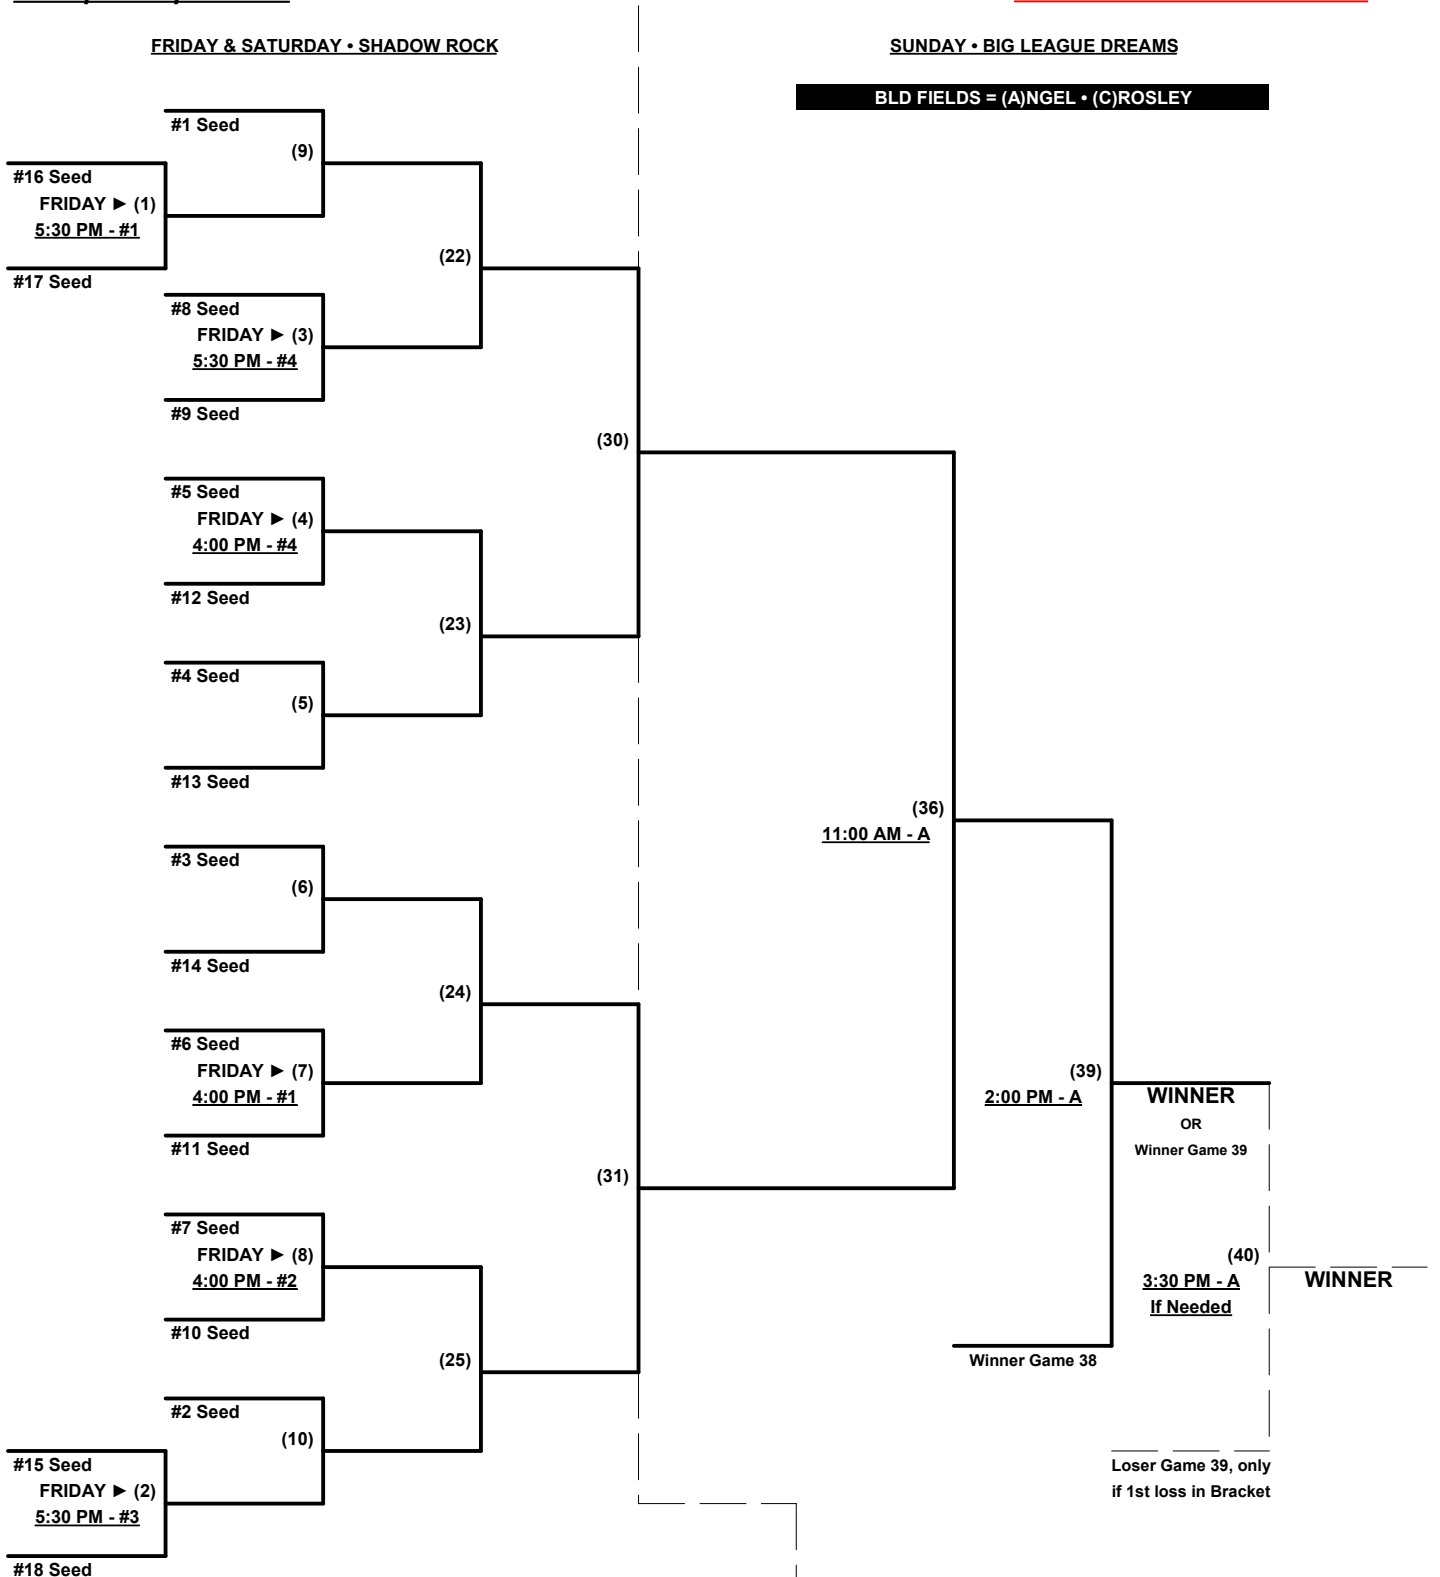 FRIDAY & SATURDAY • SHADOW ROCK
SUNDAY • BIG LEAGUE DREAMS
BLD FIELDS = (A)NGEL • (C)ROSLEY
#1 Seed
(9)
#16 Seed
FRIDAY ► (1)
5:30 PM - #1
(22)
#17 Seed
#8 Seed
FRIDAY ► (3)
5:30 PM - #4
#9 Seed
(30)
#5 Seed
FRIDAY ► (4)
4:00 PM - #4
#12 Seed
(23)
#4 Seed
(5)
#13 Seed
(36)
11:00 AM - A
#3 Seed
(6)
#14 Seed
(24)
#6 Seed
FRIDAY ► (7)
4:00 PM - #1
(39)
2:00 PM - A
WINNER
OR
Winner Game 39
#11 Seed
(31)
#7 Seed
FRIDAY ► (8)
4:00 PM - #2
(40)
3:30 PM - A
If Needed
WINNER
#10 Seed
(25)
Winner Game 38
#2 Seed
(10)
#15 Seed
FRIDAY ► (2)
5:30 PM - #3
Loser Game 39, only
if 1st loss in Bracket
#18 Seed